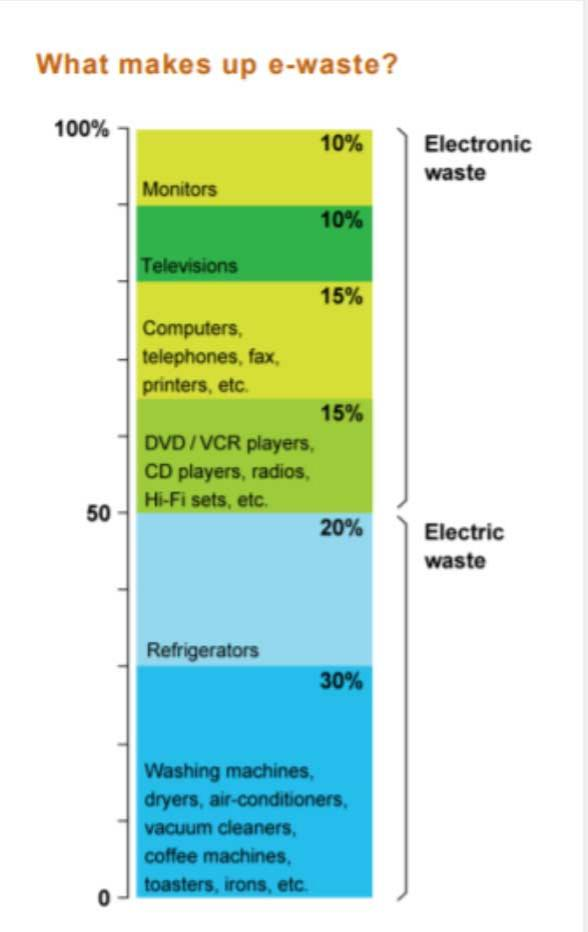 What makes up e-waste?
100%
10%
Electronic
waste
Monitors
10%
Televisions
15%
Computers,
telephones, fax,
printers, etc.
15%
DVD / VCR players,
CD players, radios,
Hi-Fi sets, etc.
50
20%
Electric
waste
Refrigerators
30%
Washing machines,
dryers, air-conditioners,
vacuum cleaners,
coffee machines,
toasters, irons, etc.
0